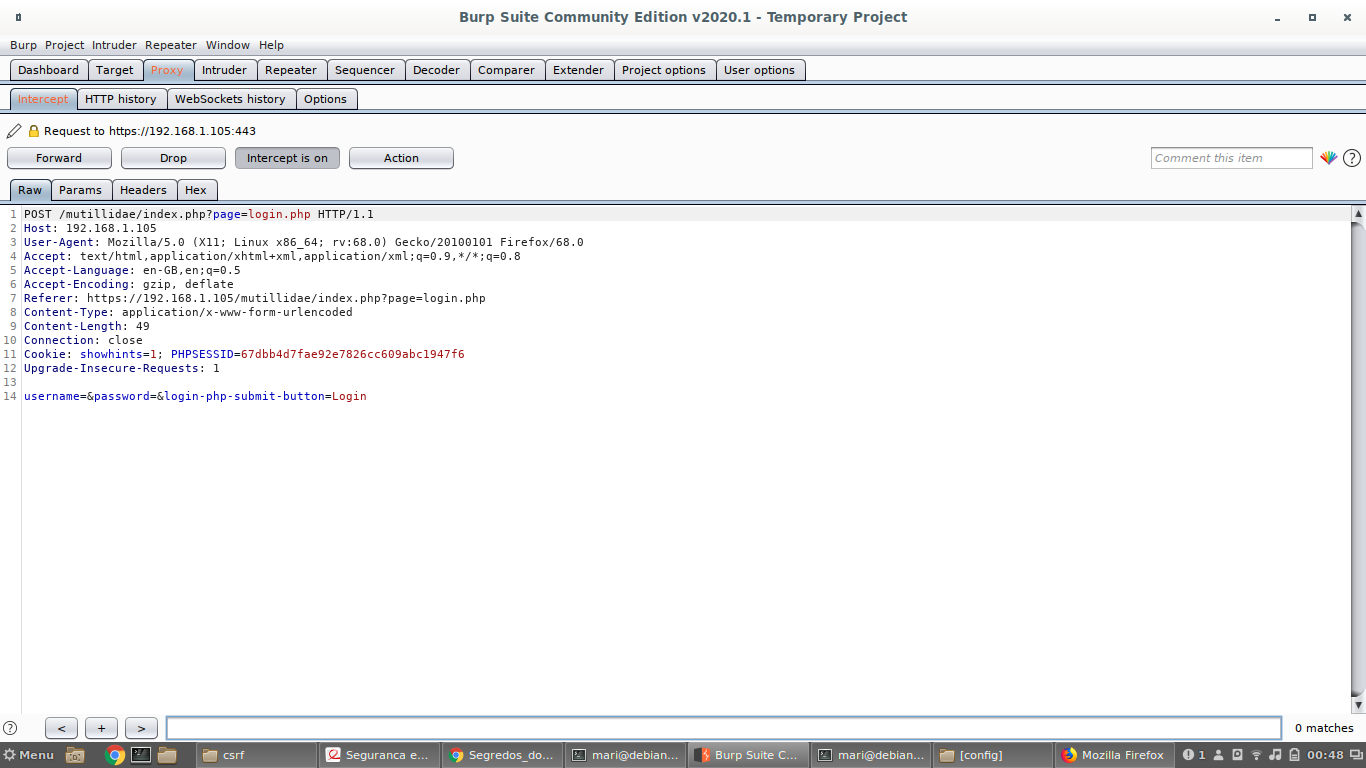 Burp Suite Community Edition v2020.1 - Temporary Project
Burp Project Intruder Repeater Window Help
Dashboard Target Proxy Intruder Repeater Sequencer Decoder Comparer Extender Project options User options
Intercept HTTP history WebSockets history Options
Request to https://192.168.1.105:443
Forward Drop Intercept is on Action Comment this item ?
Raw Params Headers Hex
1 POST /mutillidae/index.php?page=login.php HTTP/1.1
2 Host: 192.168.1.105
3 User-Agent: Mozilla/5.0 (X11; Linux x86_64; rv:68.0) Gecko/20100101 Firefox/68.0
4 Accept: text/html,application/xhtml+xml,application/xml;q=0.9,*/*;q=0.8
5 Accept-Language: en-GB,en;q=0.5
6 Accept-Encoding: gzip, deflate
7 Referer: https://192.168.1.105/mutillidae/index.php?page=login.php
8 Content-Type: application/x-www-form-urlencoded
9 Content-Length: 49
10 Connection: close
11 Cookie: showhints=1; PHPSESSID=67dbb4d7fae92e7826cc609abc1947f6
12 Upgrade-Insecure-Requests: 1
13
14 username=&password=&login-php-submit-button=Login
? < + > 0 matches
Menu csrf Seguranca e... Segredos_do... mari@debian... Burp Suite C... mari@debian... [config] Mozilla Firefox 1 00:48